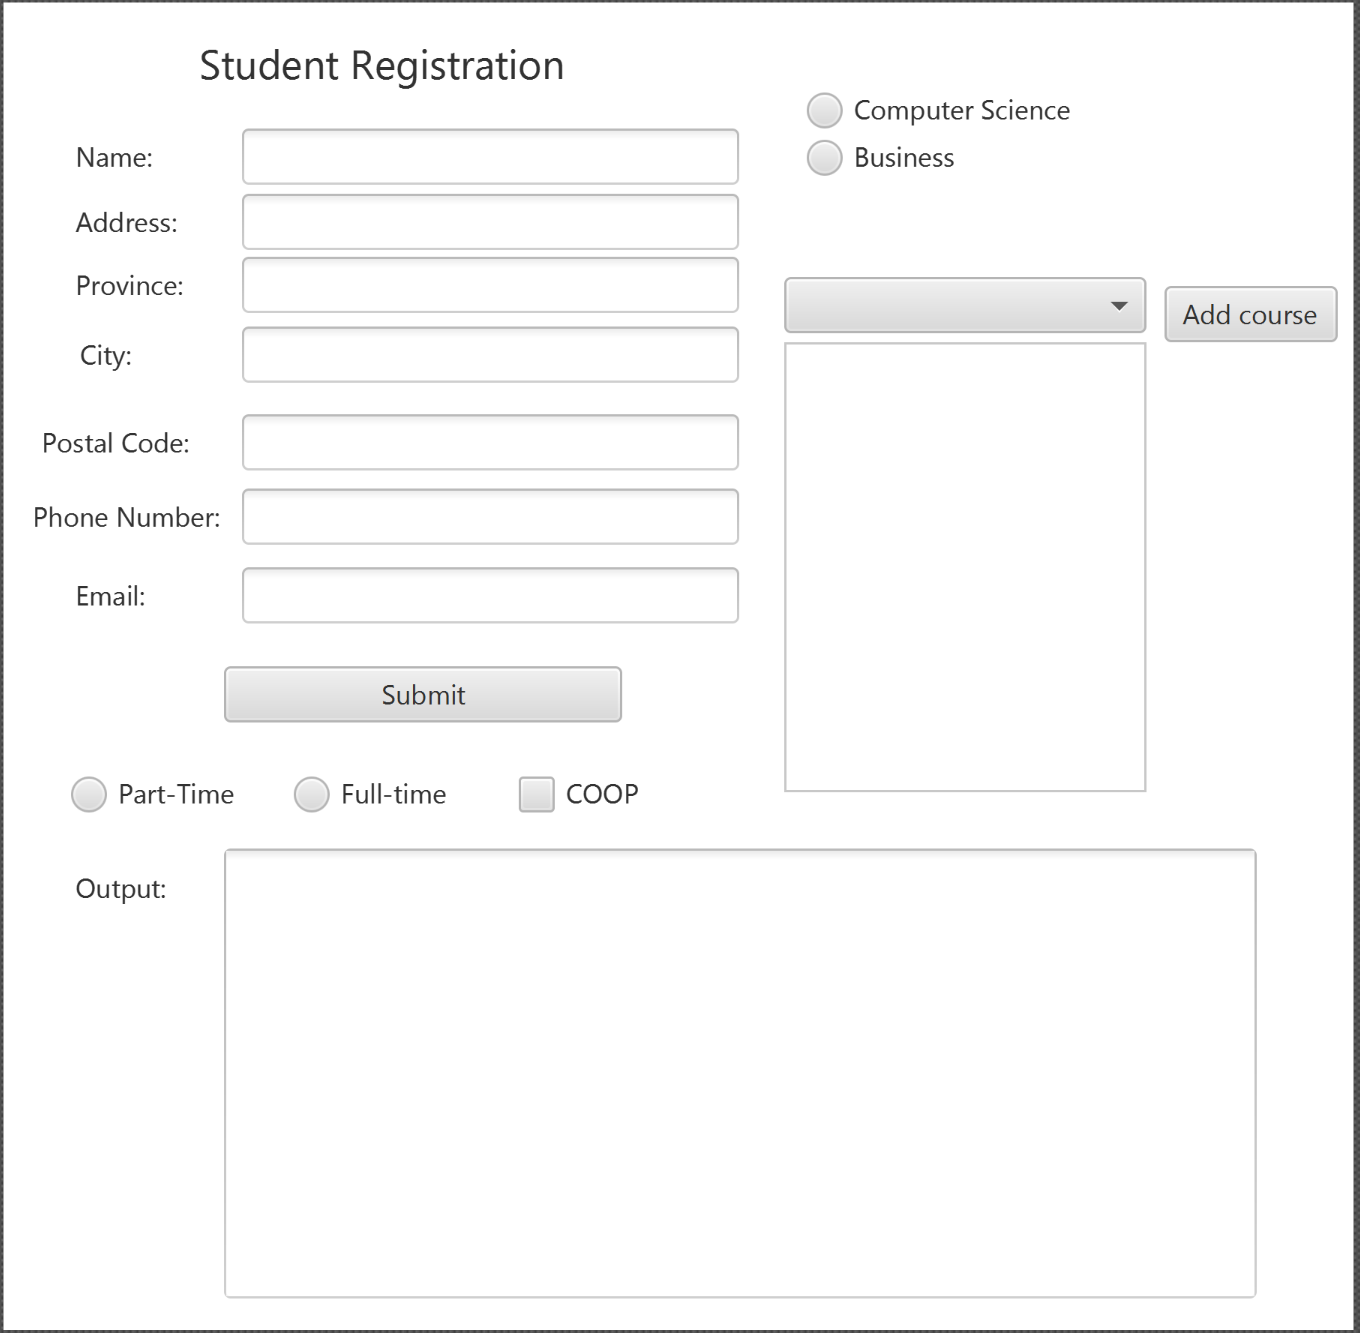 Student Registration
Computer Science
Business
Name:
Address:
Province:
Add course
City:
Postal Code:
Phone Number:
Email:
Submit
Part-Time
Full-time
COOP
Output: